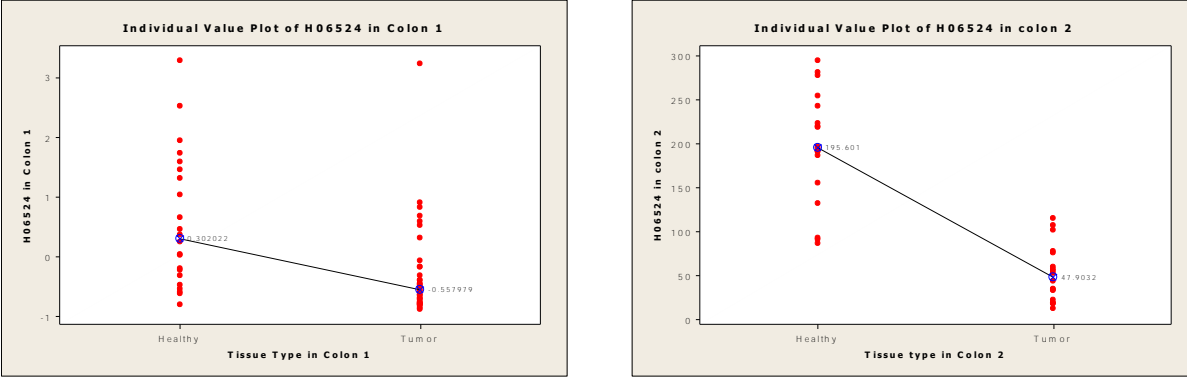 Individual Value Plot of H06524 in Colon 1
H06524 in Colon 1
3
2
1
0
-1
0.302022
-0.557979
Healthy
Tumor
Tissue Type in Colon 1
Individual Value Plot of H06524 in colon 2
H06524 in colon 2
300
250
200
150
100
50
0
195.601
47.9032
Healthy
Tumor
Tissue type in Colon 2